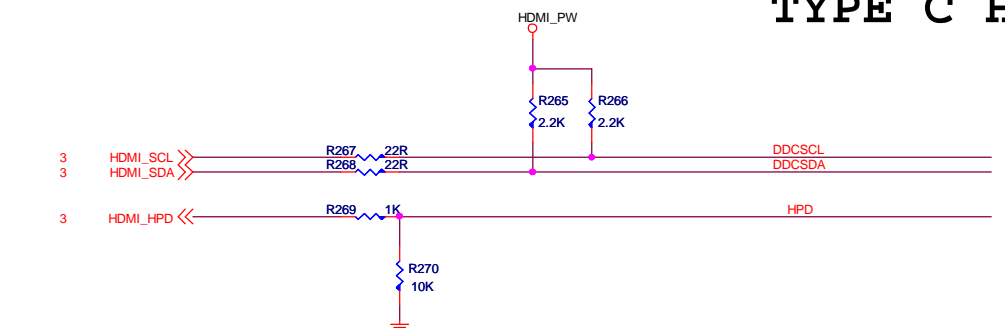 TYPE C H
HDMI_PW
R265 R266
2.2K 2.2K
3 HDMI_SCL R267 22R DDCSCL
3 HDMI_SDA R268 22R DDCSDA
3 HDMI_HPD R269 1K HPD
R270
10K